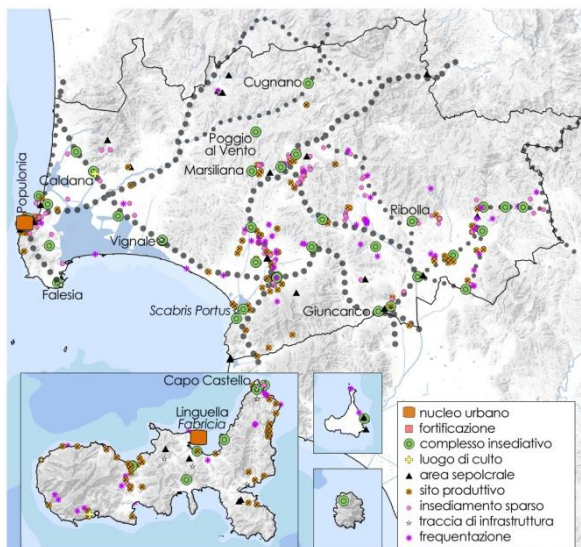 Cugnano
Poggio
al Vento
Marsiliana
Caldana
Populonia
Ribolla
Vignale
Falesia
Scabris Portus
Giuncarico
Capo Castello
Linguella
Fabricia
nucleo urbano
fortificazione
complesso insediativo
luogo di culto
area sepolcrale
sito produttivo
insediamento sparso
traccia di infrastruttura
frequentazione